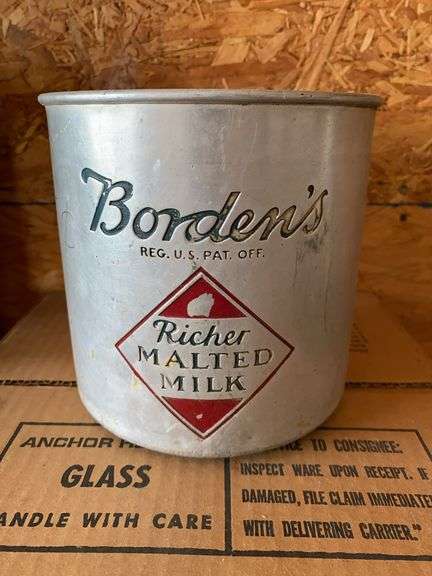 Borden's
REG. U.S. PAT. OFF.
Richer
MALTED
MILK
ANCHOR
GLASS
HANDLE WITH CARE
TO CONSIGNEE:
INSPECT WARE UPON RECEIPT. IF
DAMAGED, FILE CLAIM IMMEDIATE
WITH DELIVERING CARRIER."